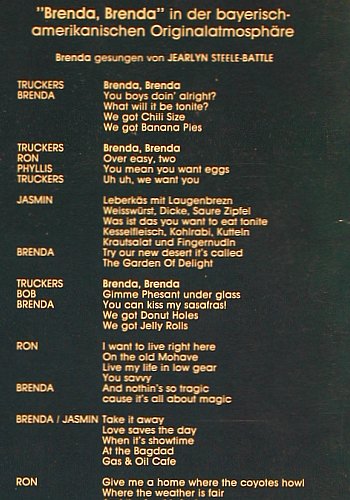 "Brenda, Brenda" in der bayerisch-
amerikanischen Originalatmosphäre
Brenda gesungen von JEARLYN STEELE-BATTLE
TRUCKERS Brenda, Brenda
BRENDA You boys doin' alright?
What will it be tonite?
We got Chili Size
We got Banana Pies
TRUCKERS Brenda, Brenda
RON Over easy, two
PHYLLIS You mean you want eggs
TRUCKERS Uh uh, we want you
JASMIN Leberkäs mit Laugenbrezn
Weisswürst, Dicke, Saure Zipfel
Was ist das you want to eat tonite
Kesselfleisch, Kohlrabi, Kutteln
Krautsalat und Fingernudln
BRENDA Try our new desert it's called
The Garden Of Delight
TRUCKERS Brenda, Brenda
BOB Gimme Phesant under glass
BRENDA You can kiss my sasafras!
We got Donut Holes
We got Jelly Rolls
RON I want to live right here
On the old Mohave
Live my life in low gear
You savvy
BRENDA And nothin's so tragic
cause it's all about magic
BRENDA / JASMIN Take it away
Love saves the day
When it's showtime
At the Bagdad
Gas & Oil Cafe
RON Give me a home where the coyotes howl
Where the weather is fair